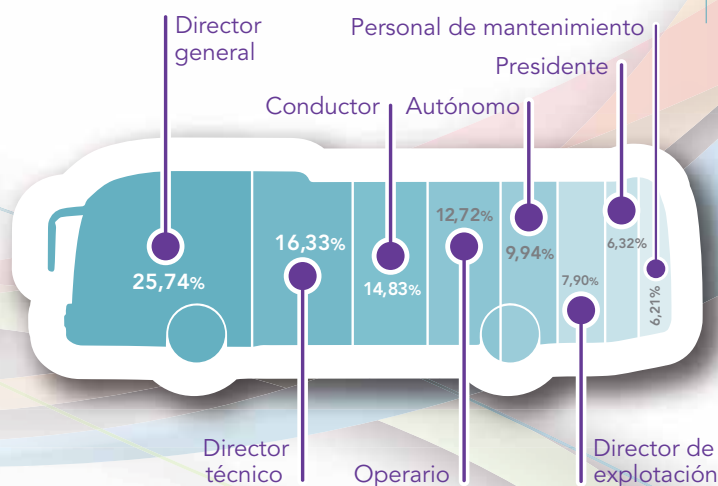 Director
general
Personal de mantenimiento
Presidente
Conductor
Autónomo
25,74%
16,33%
14,83%
12,72%
9,94%
7,90%
6,32%
6,21%
Director
técnico
Operario
Director de
explotación